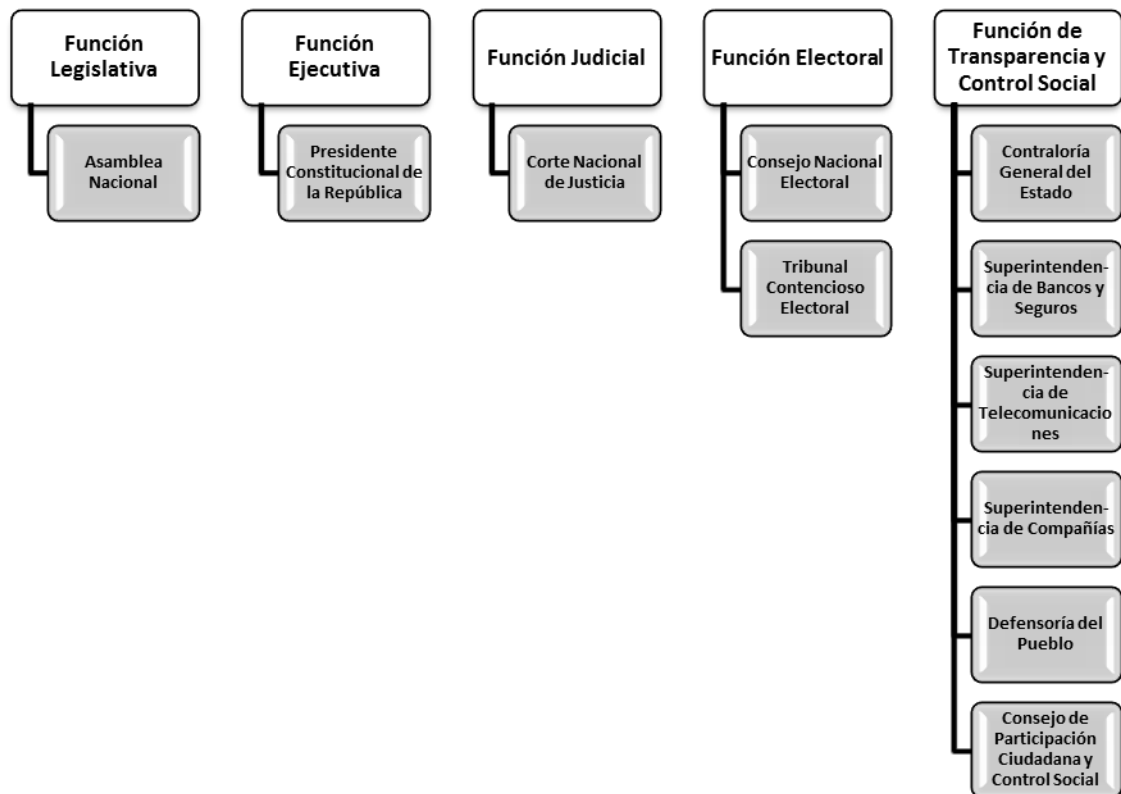 Función
Legislativa
Asamblea
Nacional
Función
Ejecutiva
Presidente
Constitucional de
la República
Función Judicial
Corte Nacional
de Justicia
Función Electoral
Consejo Nacional
Electoral
Tribunal
Contencioso
Electoral
Función de
Transparencia y
Control Social
Contraloría
General del
Estado
Superintenden-
cia de Bancos y
Seguros
Superintenden-
cia de
Telecomunicacio
nes
Superintenden-
cia de Compañías
Defensoría del
Pueblo
Consejo de
Participación
Ciudadana y
Control Social